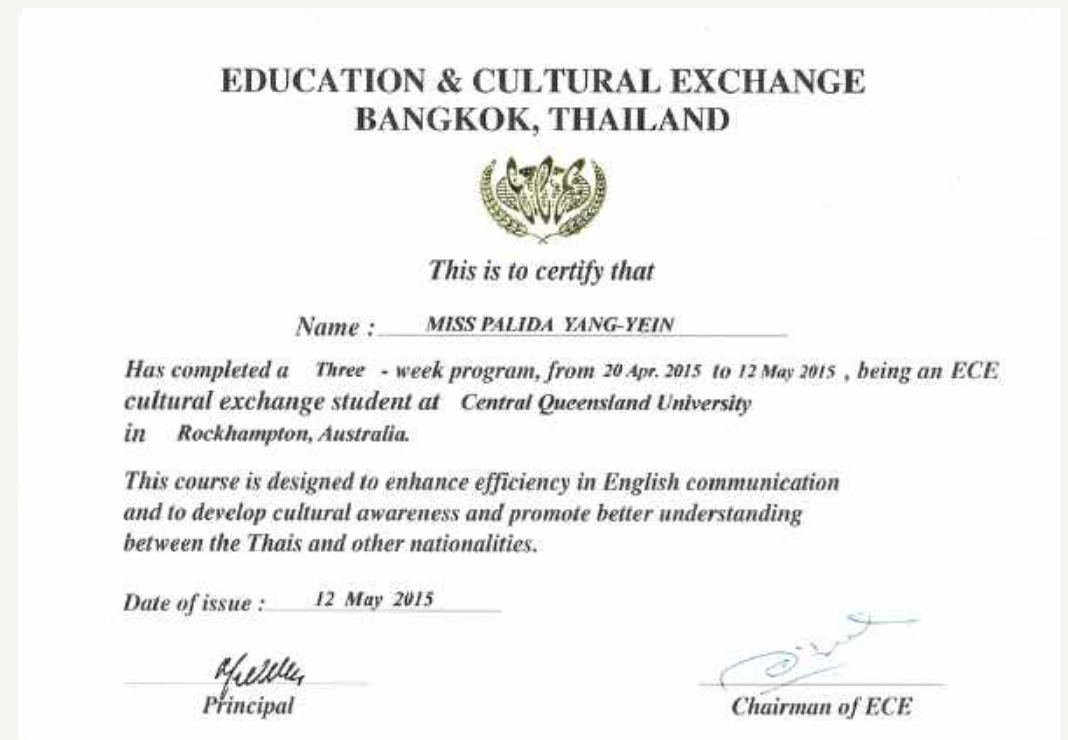 EDUCATION & CULTURAL EXCHANGE
BANGKOK, THAILAND
This is to certify that
Name : MISS PALIDA YANG-YEIN
Has completed a Three - week program, from 20 Apr. 2015 to 12 May 2015 , being an ECE
cultural exchange student at Central Queensland University
in Rockhampton, Australia.
This course is designed to enhance efficiency in English communication
and to develop cultural awareness and promote better understanding
between the Thais and other nationalities.
Date of issue : 12 May 2015
Principal
Chairman of ECE